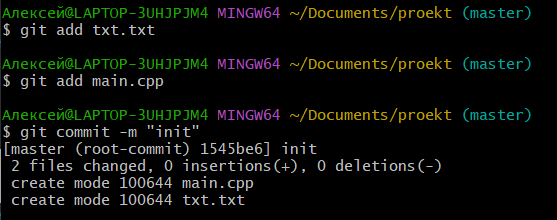 Алексей@LAPTOP-3UHJPJM4 MINGW64 ~/Documents/proekt (master)
$ git add txt.txt
Алексей@LAPTOP-3UHJPJM4 MINGW64 ~/Documents/proekt (master)
$ git add main.cpp
Алексей@LAPTOP-3UHJPJM4 MINGW64 ~/Documents/proekt (master)
$ git commit -m "init"
[master (root-commit) 1545be6] init
 2 files changed, 0 insertions(+), 0 deletions(-)
 create mode 100644 main.cpp
 create mode 100644 txt.txt